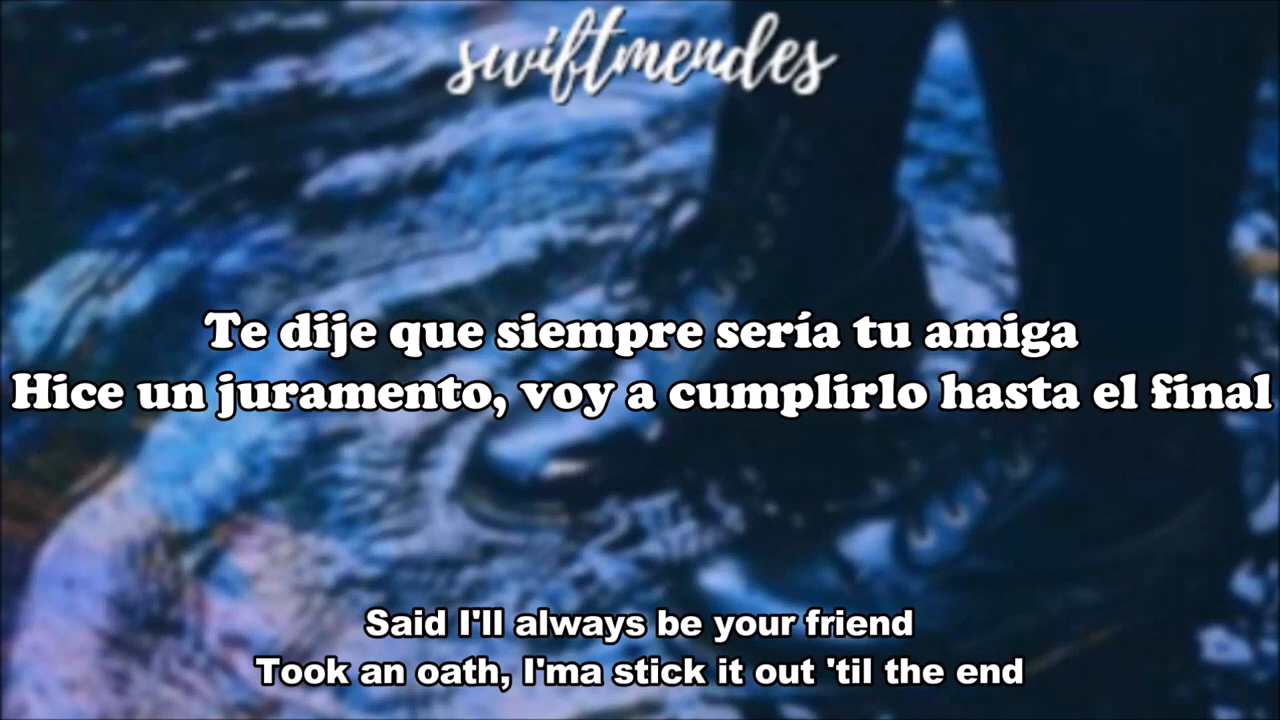 swiftmendes
Te dije que siempre sería tu amiga
Hice un juramento, voy a cumplirlo hasta el final
Said I'll always be your friend
Took an oath, I'ma stick it out 'til the end